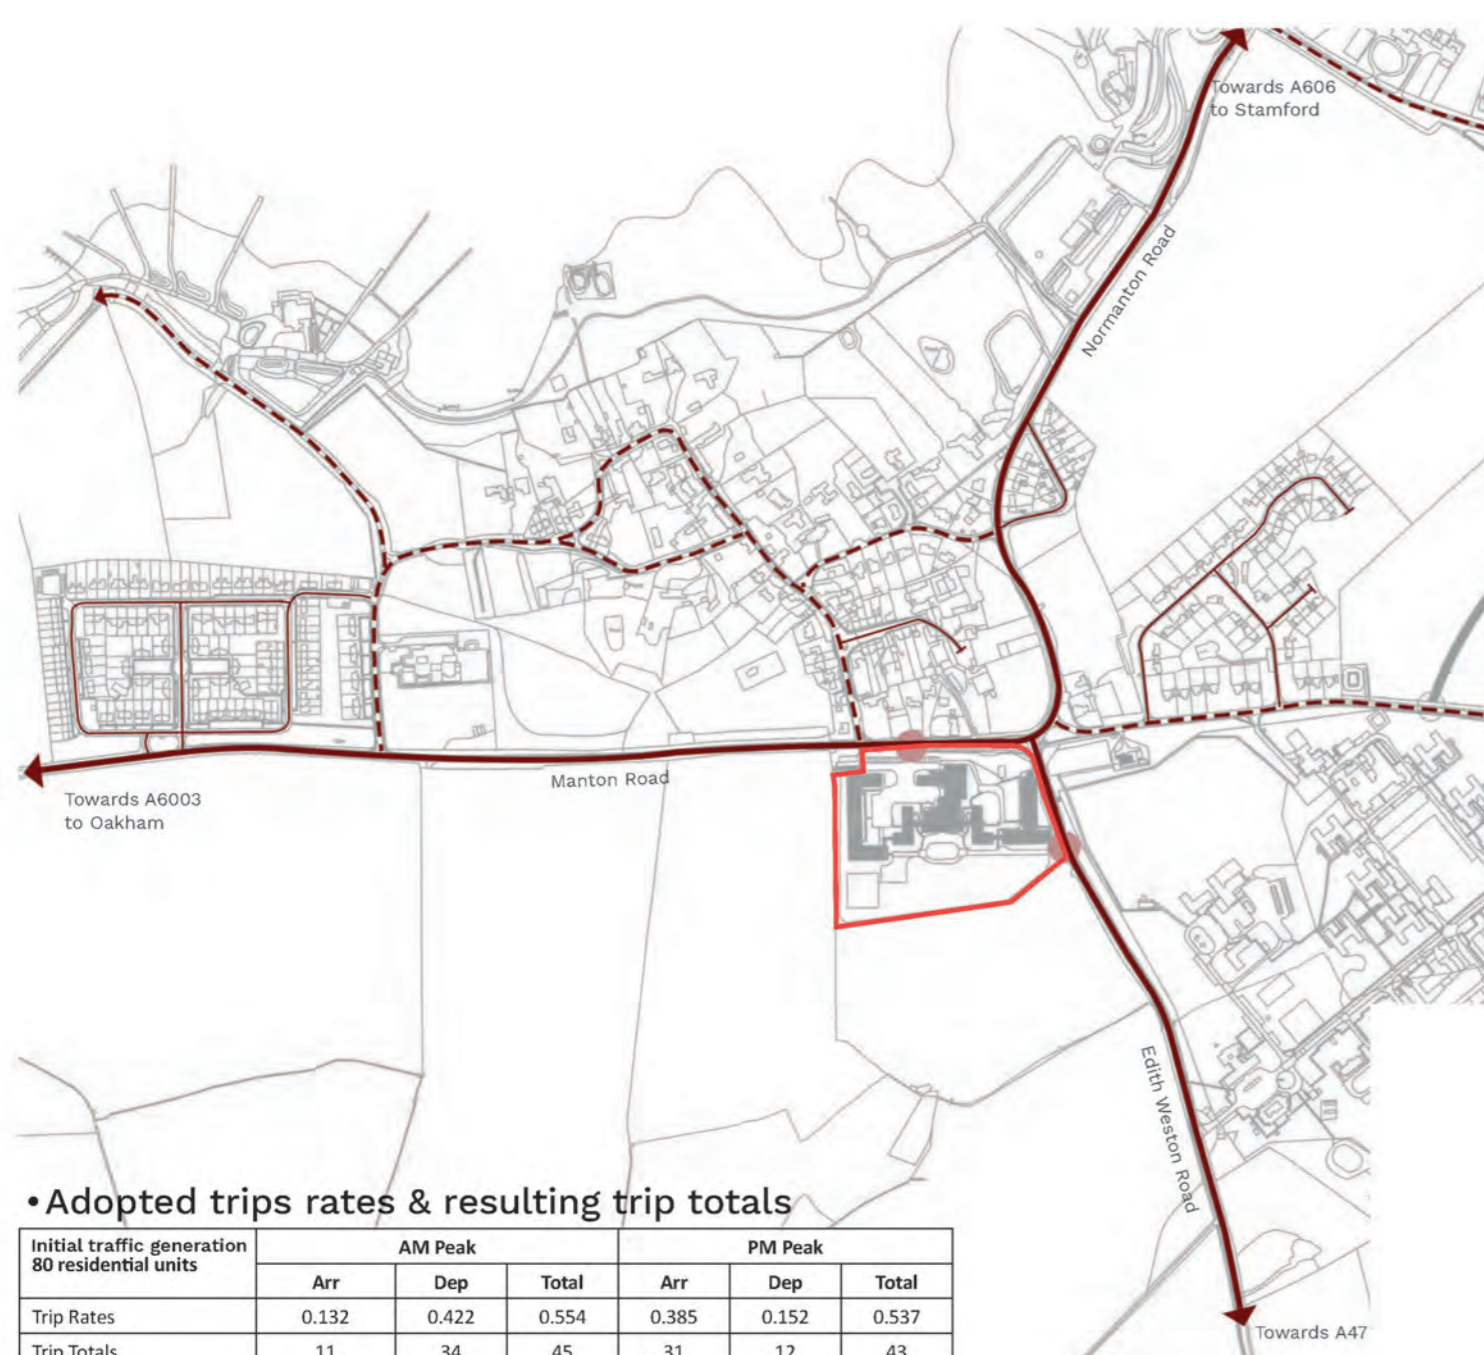 Towards A606
to Stamford
Normanton Road
Manton Road
Towards A6003
to Oakham
Edith Weston Road
• Adopted trips rates & resulting trip totals
Initial traffic generation
80 residential units
AM Peak PM Peak
Arr Dep Total Arr Dep Total
Trip Rates 0.132 0.422 0.554 0.385 0.152 0.537
Trip Totals 11 34 45 31 12 43
Towards A47